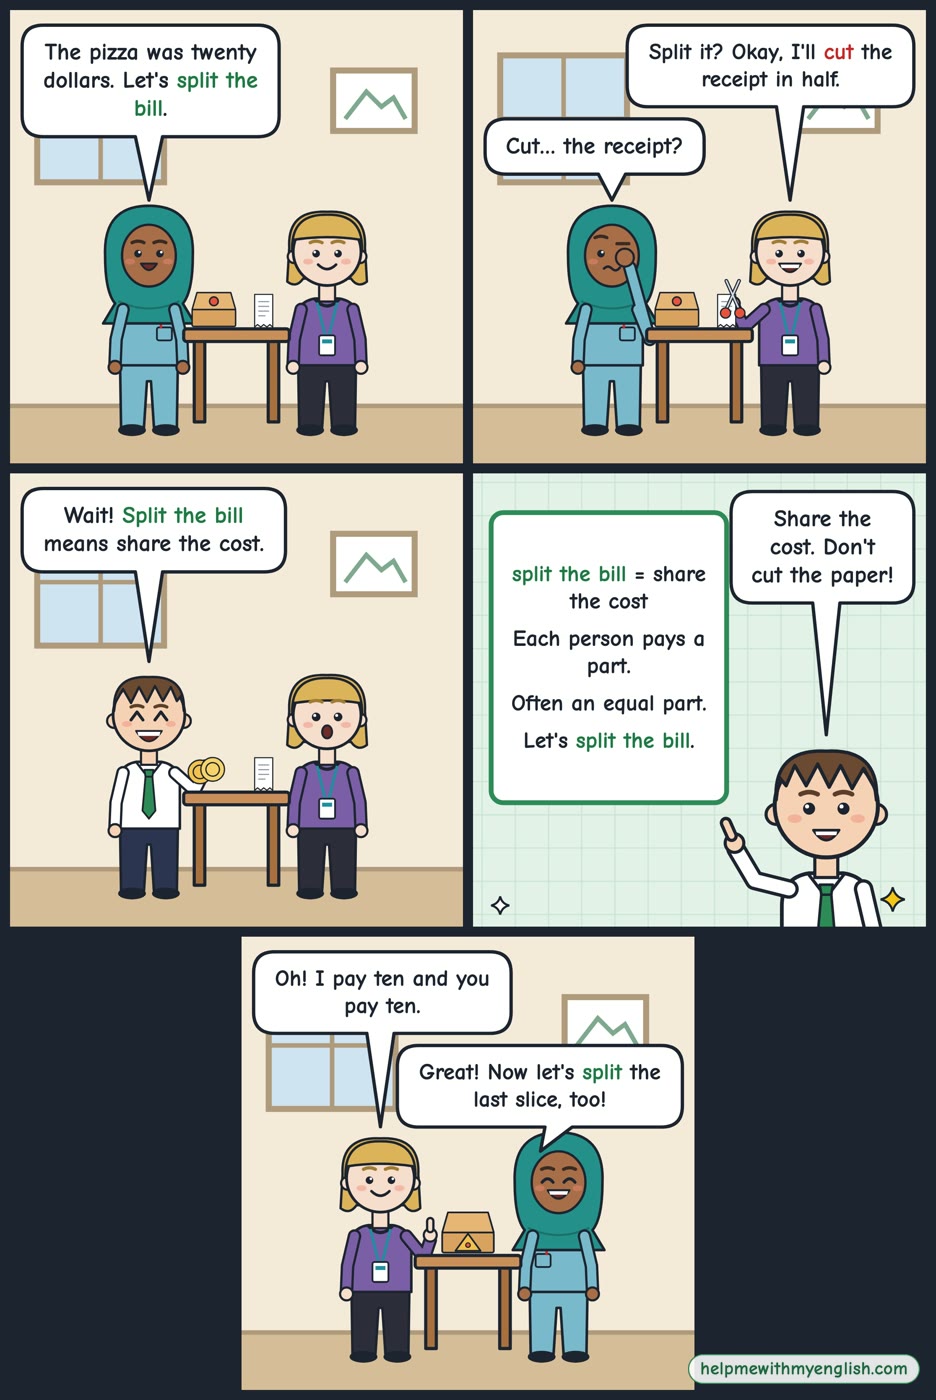 The pizza was twenty
dollars. Let's split the
bill.
Split it? Okay, I'll cut the
receipt in half.
Cut... the receipt?
Wait! Split the bill
means share the cost.
split the bill = share
the cost
Each person pays a
part.
Often an equal part.
Let's split the bill.
Share the
cost. Don't
cut the paper!
Oh! I pay ten and you
pay ten.
Great! Now let's split the
last slice, too!
helpmewithmyenglish.com